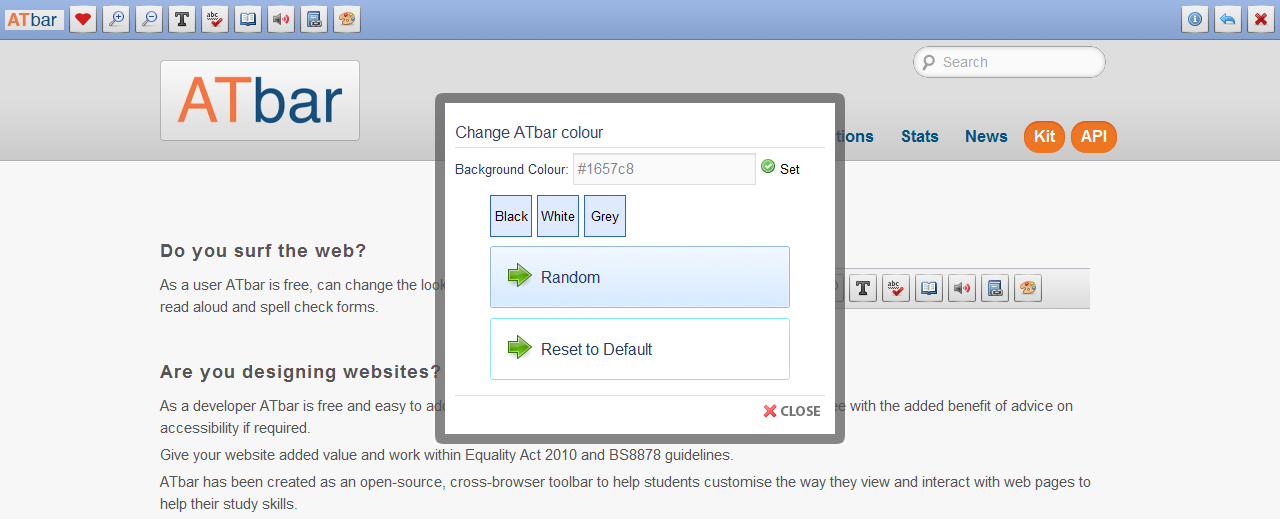 ATbar
T
abc
ATbar
Search
tions Stats News Kit API
Change ATbar colour
Background Colour: #1657c8 Set
Black White Grey
Random
Reset to Default
CLOSE
Do you surf the web?
As a user ATbar is free, can change the look
read aloud and spell check forms.
T
abc
Are you designing websites?
As a developer ATbar is free and easy to add
ee with the added benefit of advice on
accessibility if required.
Give your website added value and work within Equality Act 2010 and BS8878 guidelines.
ATbar has been created as an open-source, cross-browser toolbar to help students customise the way they view and interact with web pages to
help their study skills.